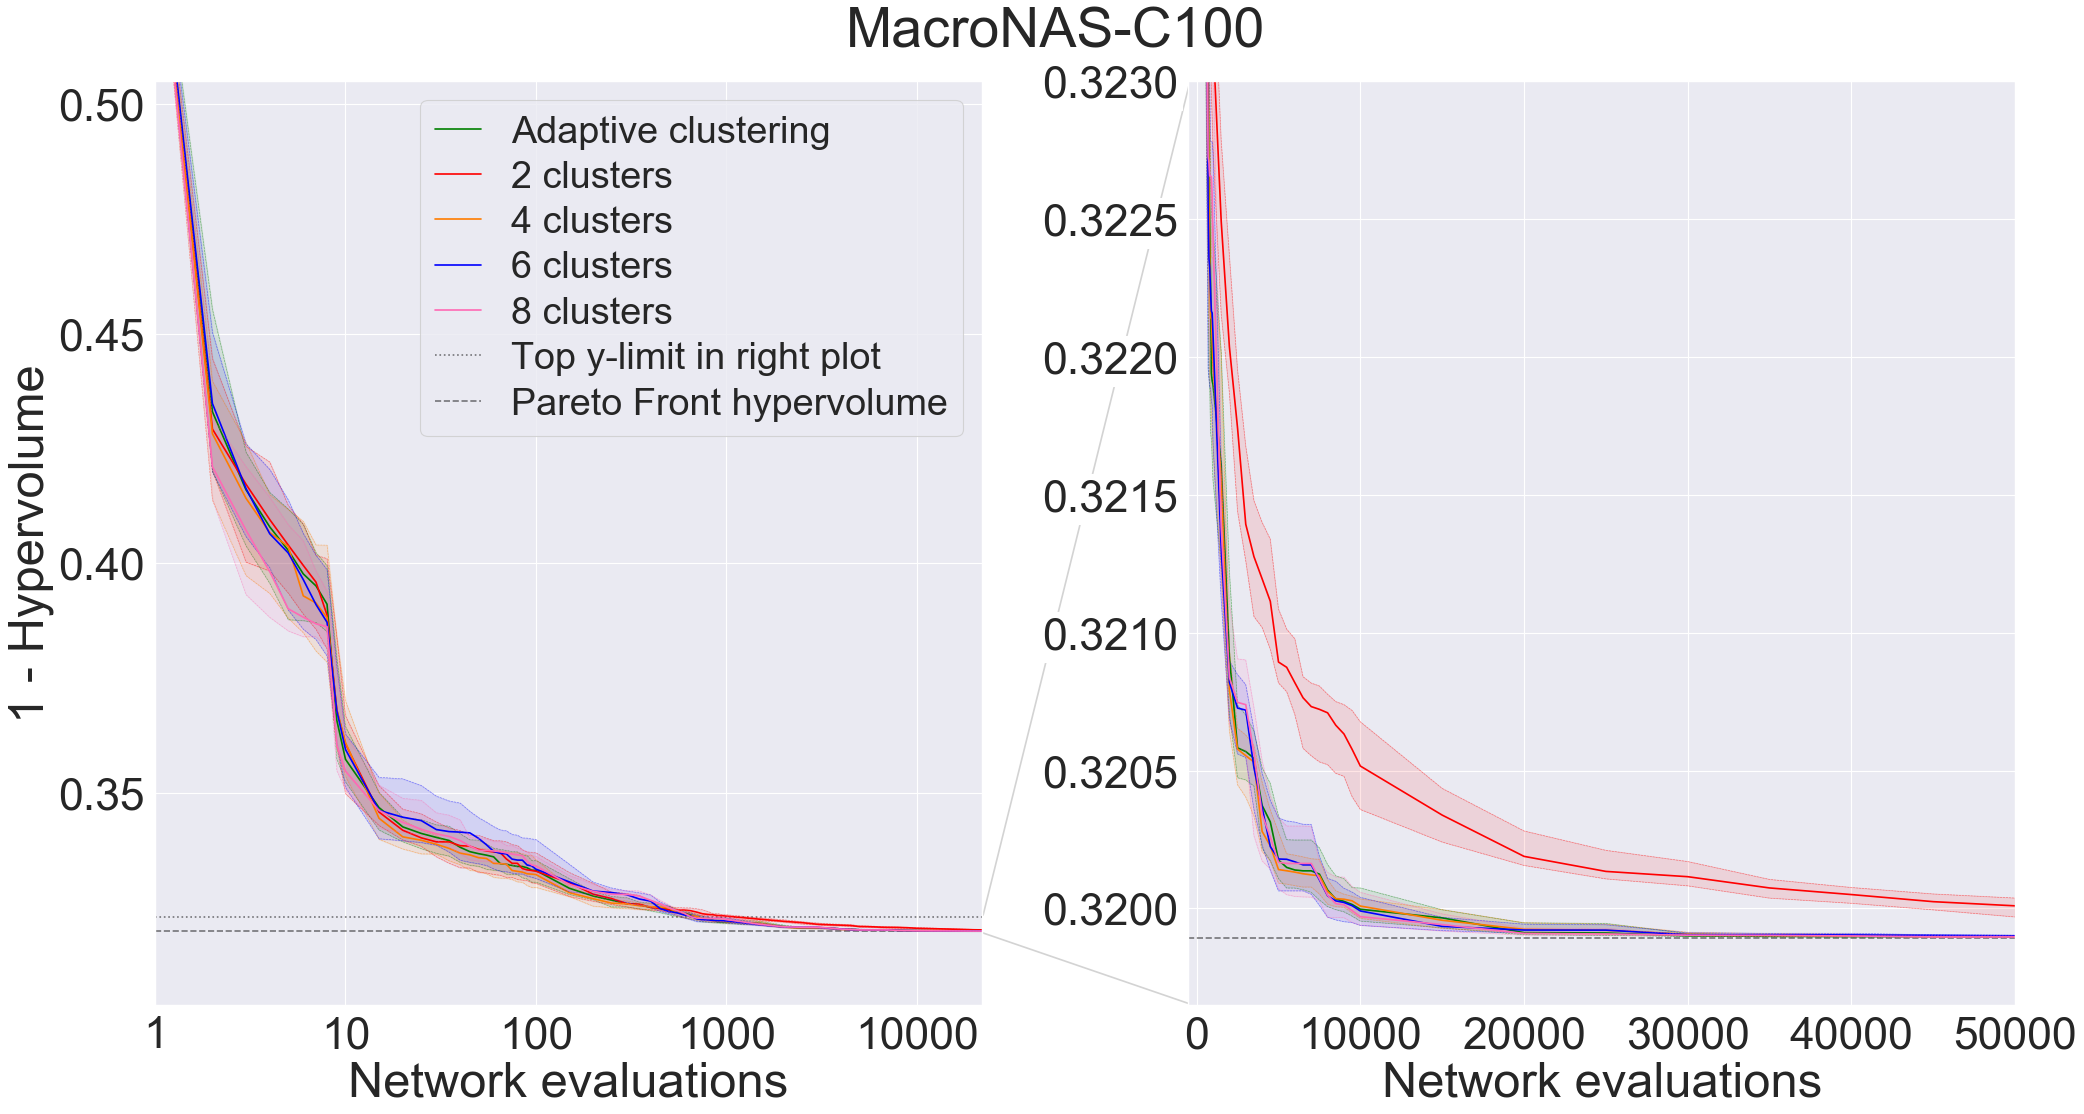 MacroNAS-C100
1 - Hypervolume
0.50
0.45
0.40
0.35
Adaptive clustering
2 clusters
4 clusters
6 clusters
8 clusters
Top y-limit in right plot
Pareto Front hypervolume
1 10 100 1000 10000
Network evaluations
0.3230
0.3225
0.3220
0.3215
0.3210
0.3205
0.3200
0 10000 20000 30000 40000 50000
Network evaluations